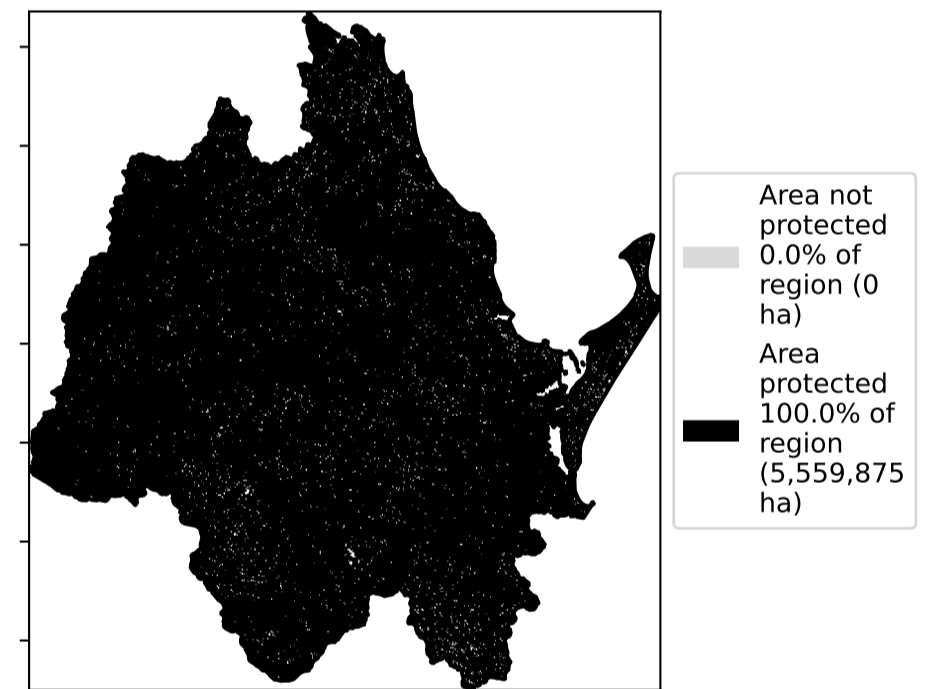 Area not
protected
0.0% of
region (0
ha)
Area
protected
100.0% of
region
(5,559,875
ha)